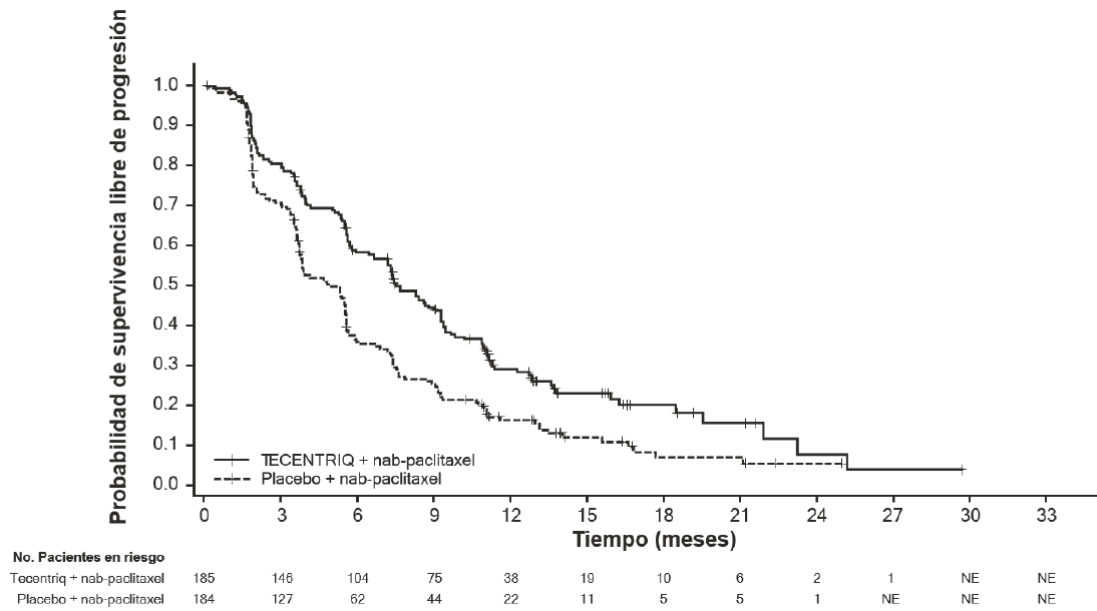 Probabilidad de supervivencia libre de progresión
1.0
0.9
0.8
0.7
0.6
0.5
0.4
0.3
0.2
0.1
0.0
TECENTRIQ + nab-paclitaxel
Placebo + nab-paclitaxel
0 3 6 9 12 15 18 21 24 27 30 33
Tiempo (meses)
No. Pacientes en riesgo
Tecentriq + nab-paclitaxel 185 146 104 75 38 19 10 6 2 1 NE NE
Placebo + nab-paclitaxel 184 127 62 44 22 11 5 5 1 NE NE NE